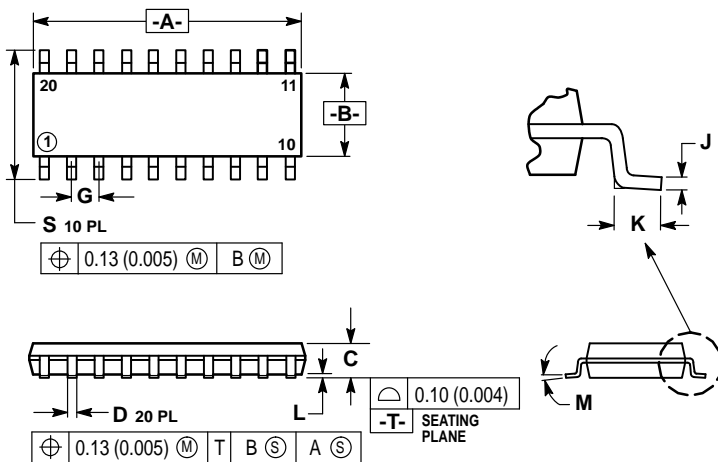 -A-
20 11
-B-
① 10
G
S 10 PL
⌖ 0.13 (0.005) Ⓜ B Ⓜ
J
K
C
L
D 20 PL
⌓ 0.10 (0.004)
-T- SEATING
PLANE
M
⌖ 0.13 (0.005) Ⓜ T B Ⓢ A Ⓢ